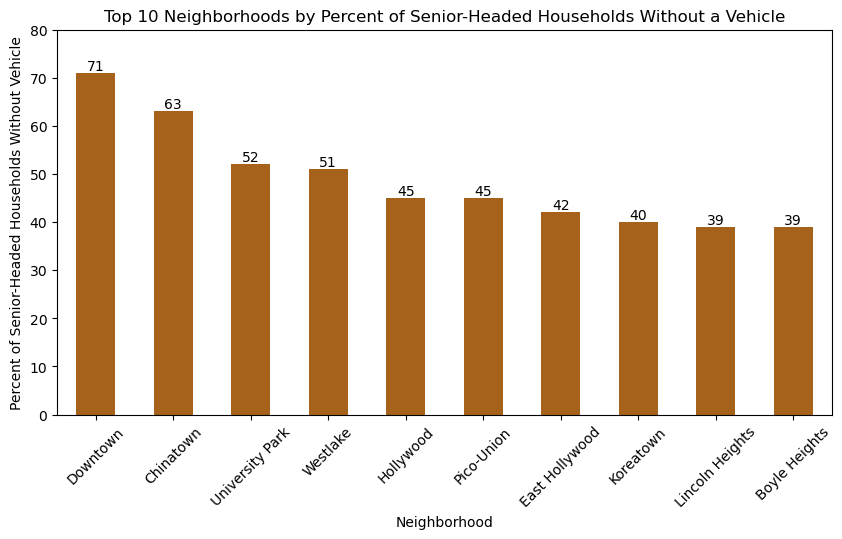 Top 10 Neighborhoods by Percent of Senior-Headed Households Without a Vehicle
Percent of Senior-Headed Households Without Vehicle
80
70
60
50
40
30
20
10
0
71
63
52
51
45
45
42
40
39
39
Downtown
Chinatown
University Park
Westlake
Hollywood
Pico-Union
East Hollywood
Koreatown
Lincoln Heights
Boyle Heights
Neighborhood